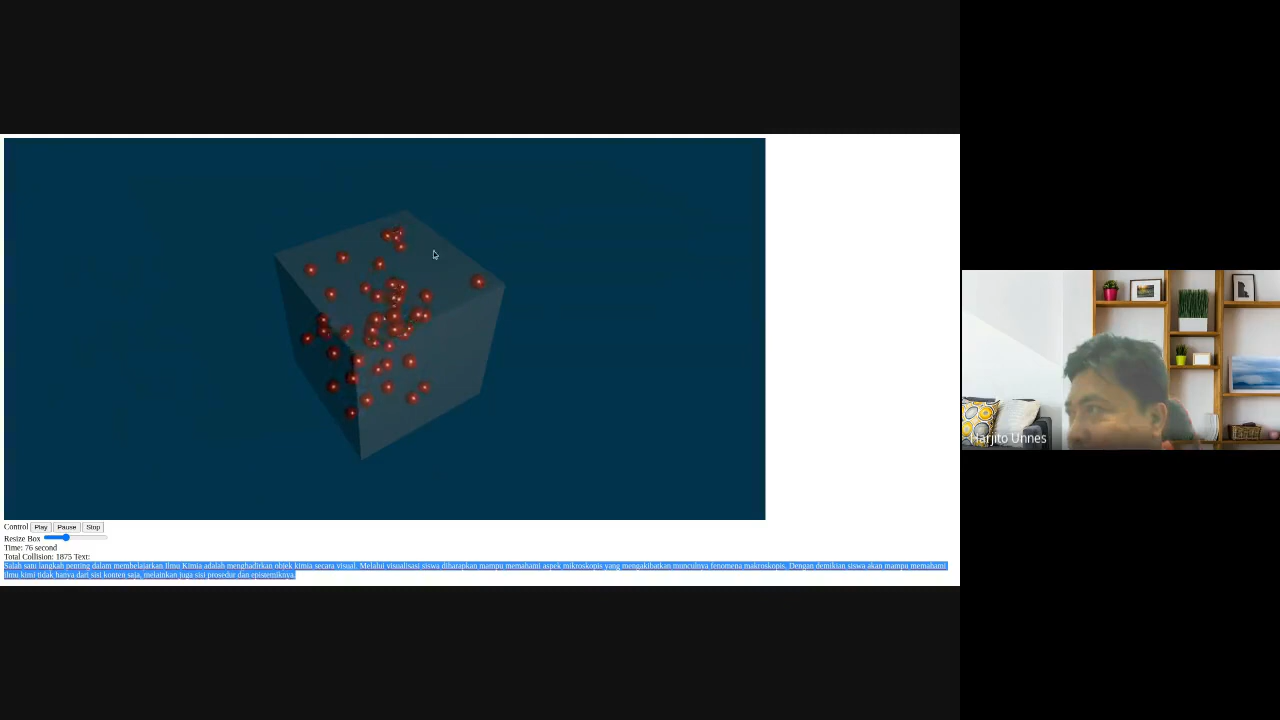 Control Play Pause Stop
Resize Box
Time: 76 second
Total Collision: 1875 Text:
Salah satu langkah penting dalam membelajarkan Ilmu Kimia adalah menghadirkan objek kimia secara visual. Melalui visualisasi siswa diharapkan mampu memahami aspek mikroskopis yang mengakibatkan munculnya fenomena makroskopis. Dengan demikian siswa akan mampu memahami
ilmu kimi tidak hanya dari sisi konten saja, melainkan juga sisi prosedur dan epistemiknya.
Harjito Unnes